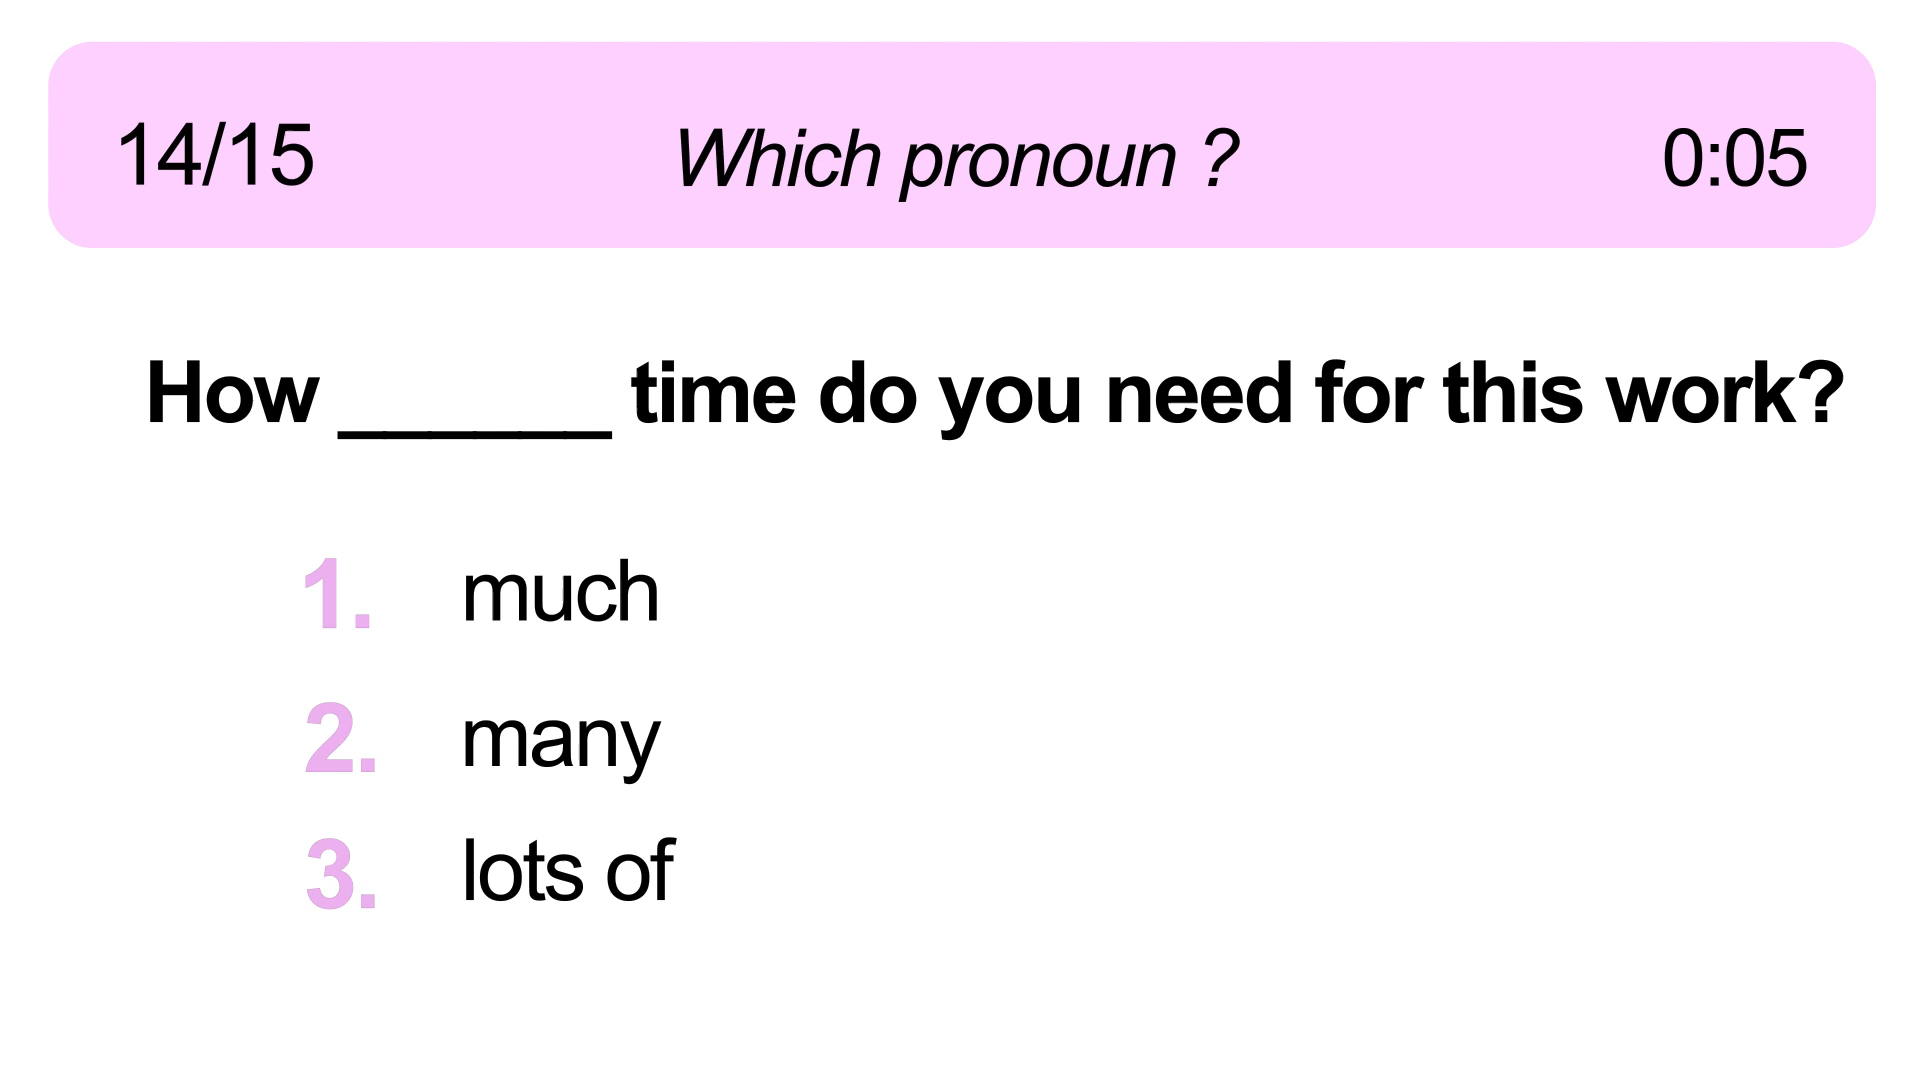 14/15 Which pronoun ? 0:05
How ______ time do you need for this work?
1. much
2. many
3. lots of